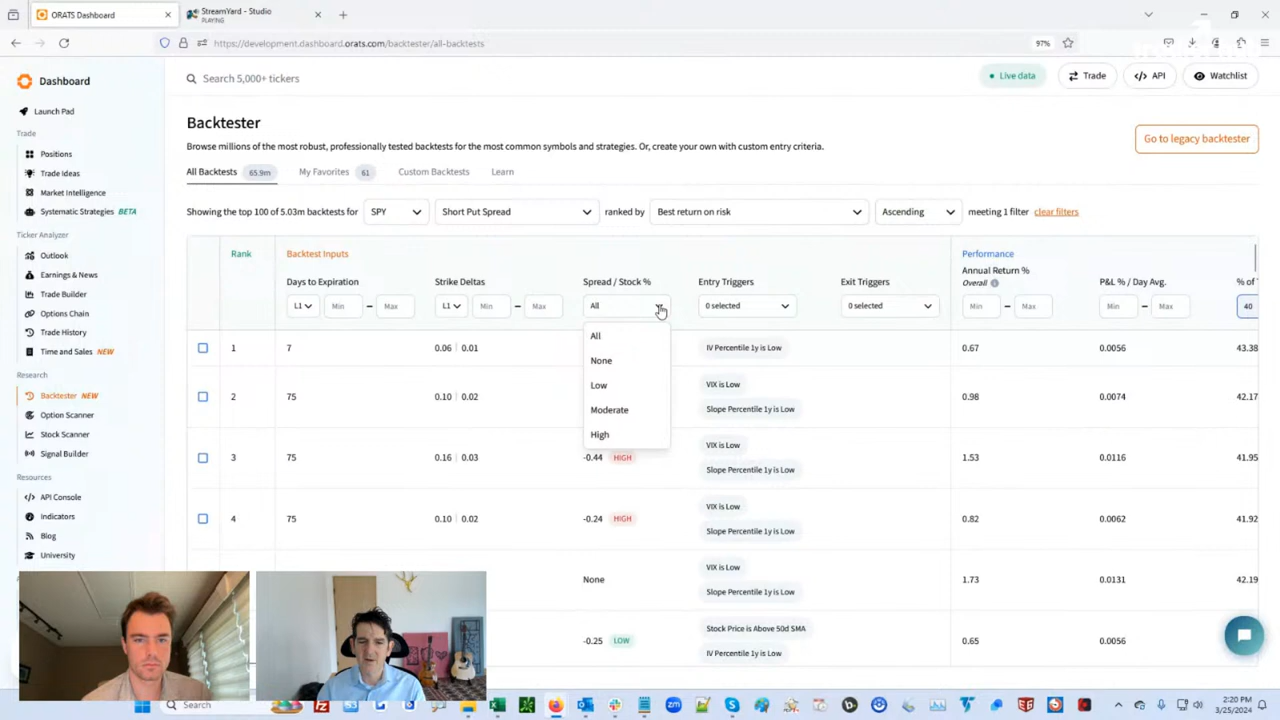 ORATS Dashboard
StreamYard - Studio
PLAYING
https://development.dashboard.orats.com/backtester/all-backtests
97%
Dashboard
Search 5,000+ tickers
Live data
Trade
</> API
Watchlist
Launch Pad
Trade
Positions
Trade Ideas
Market Intelligence
Systematic Strategies BETA
Ticker Analyzer
Outlook
Earnings & News
Trade Builder
Options Chain
Trade History
Time and Sales NEW
Research
Backtester NEW
Option Scanner
Stock Scanner
Signal Builder
Resources
</> API Console
Indicators
Blog
University
Backtester
Browse millions of the most robust, professionally tested backtests for the most common symbols and strategies. Or, create your own with custom entry criteria.
Go to legacy backtester
All Backtests 65.9m
My Favorites 61
Custom Backtests
Learn
Showing the top 100 of 5.03m backtests for SPY Short Put Spread ranked by Best return on risk Ascending meeting 1 filter clear filters
Rank
Backtest Inputs
Performance
Days to Expiration
Strike Deltas
Spread / Stock %
Entry Triggers
Exit Triggers
Annual Return %
Overall
P&L % / Day Avg.
% of
L1 Min – Max
L1 Min – Max
All
0 selected
0 selected
Min – Max
Min – Max
40
All
None
Low
Moderate
High
1 7 0.06 | 0.01 IV Percentile 1y is Low 0.67 0.0056 43.38
2 75 0.10 | 0.02 VIX is Low 0.98 0.0074 42.17
Slope Percentile 1y is Low
3 75 0.16 | 0.03 -0.44 HIGH VIX is Low 1.53 0.0116 41.95
Slope Percentile 1y is Low
4 75 0.10 | 0.02 -0.24 HIGH VIX is Low 0.82 0.0062 41.92
Slope Percentile 1y is Low
None VIX is Low 1.73 0.0131 42.19
Slope Percentile 1y is Low
-0.25 LOW Stock Price is Above 50d SMA 0.65 0.0056
IV Percentile 1y is Low
Search
2:20 PM
3/25/2024